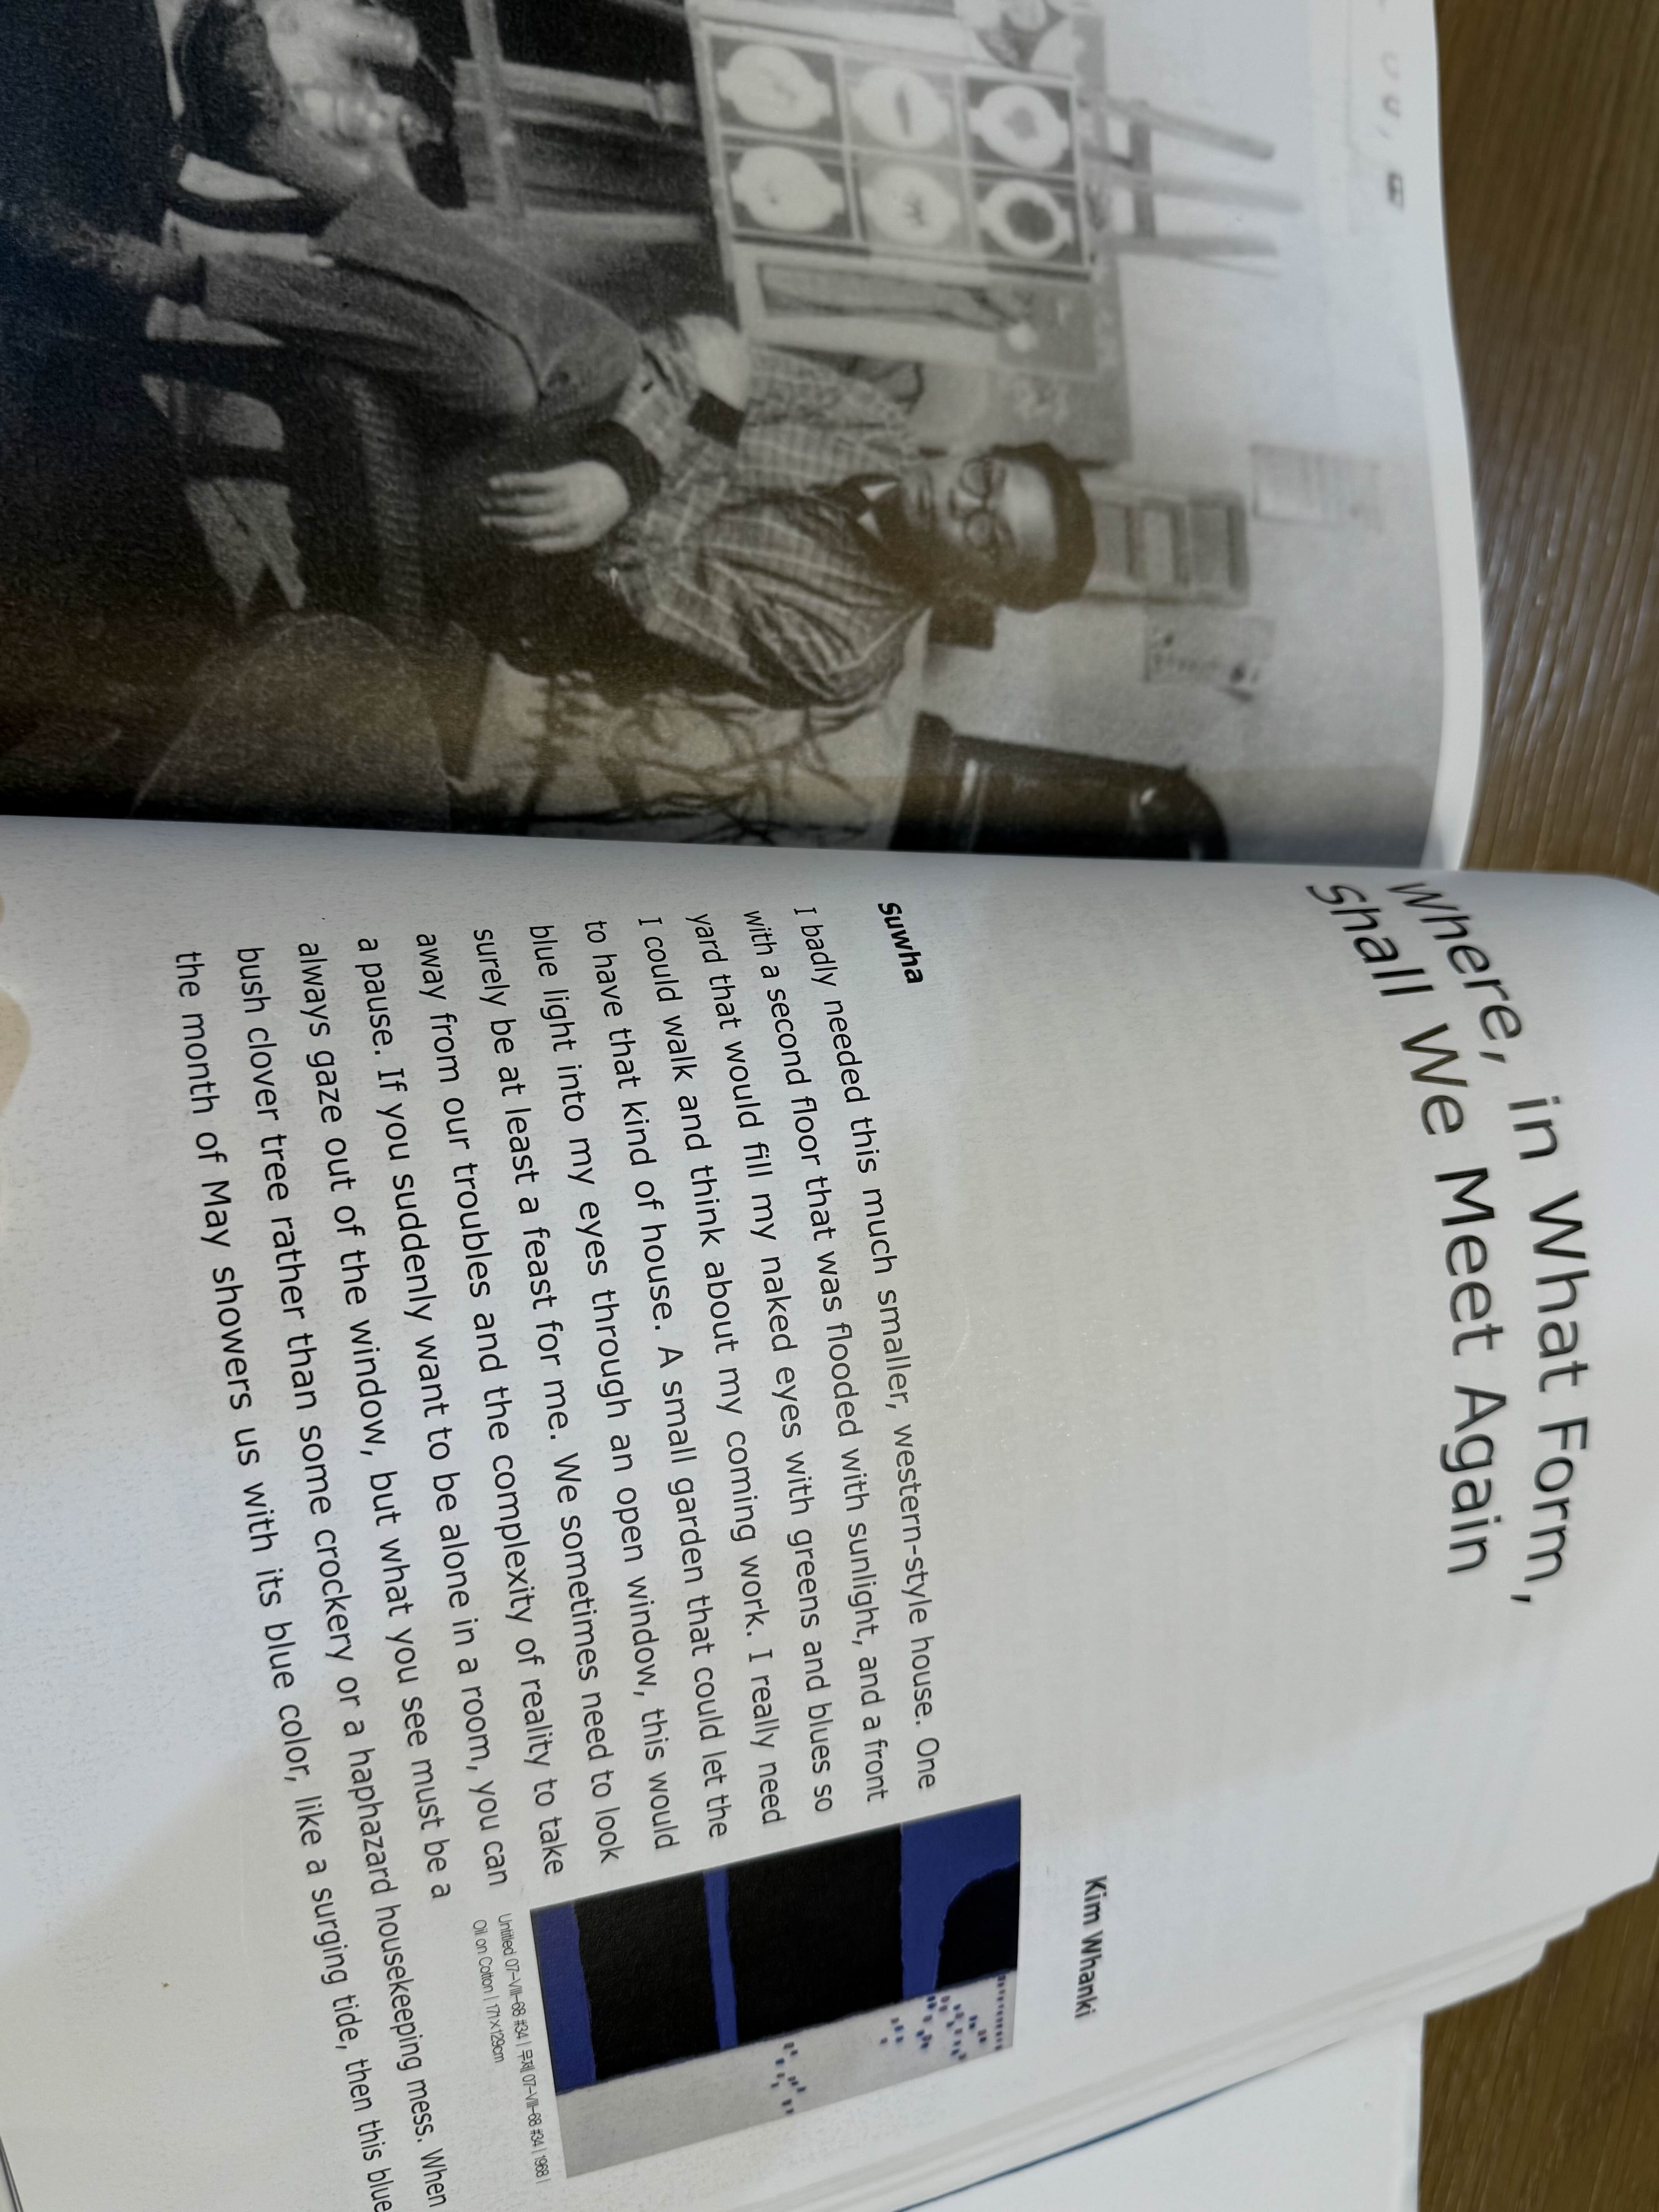 Where, in What Form,
Shall We Meet Again
Kim Whanki
Suwha
I badly needed this much smaller, western-style house. One
with a second floor that was flooded with sunlight, and a front
yard that would fill my naked eyes with greens and blues so
I could walk and think about my coming work. I really need
to have that kind of house. A small garden that could let the
blue light into my eyes through an open window, this would
surely be at least a feast for me. We sometimes need to look
away from our troubles and the complexity of reality to take
a pause. If you suddenly want to be alone in a room, you can
always gaze out of the window, but what you see must be a
bush clover tree rather than some crockery or a haphazard housekeeping mess. When
the month of May showers us with its blue color, like a surging tide, then this blue
Untitled 07-VIII-68 #34 | 무제 07-VIII-68 #34 | 1968 |
Oil on Cotton | 171×129cm